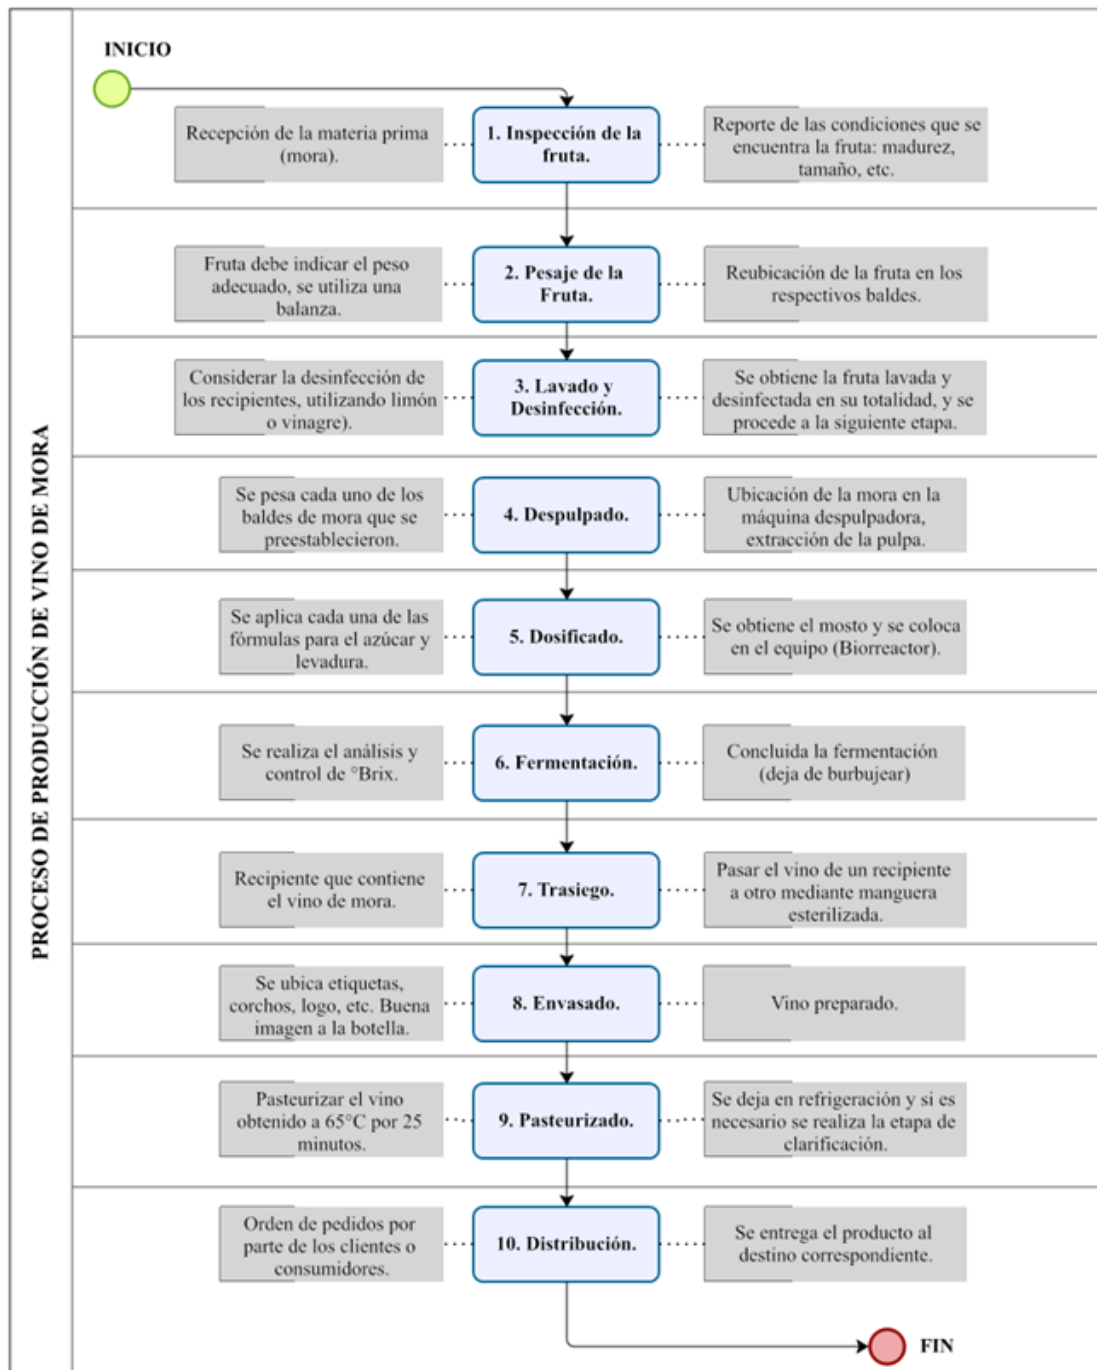 PROCESO DE PRODUCCIÓN DE VINO DE MORA
INICIO
Recepción de la materia prima
(mora).
1. Inspección de la
fruta.
Reporte de las condiciones que se
encuentra la fruta: madurez,
tamaño, etc.
Fruta debe indicar el peso
adecuado, se utiliza una
balanza.
2. Pesaje de la
Fruta.
Reubicación de la fruta en los
respectivos baldes.
Considerar la desinfección de
los recipientes, utilizando limón
o vinagre).
3. Lavado y
Desinfección.
Se obtiene la fruta lavada y
desinfectada en su totalidad, y se
procede a la siguiente etapa.
Se pesa cada uno de los
baldes de mora que se
preestablecieron.
4. Despulpado.
Ubicación de la mora en la
máquina despulpadora,
extracción de la pulpa.
Se aplica cada una de las
fórmulas para el azúcar y
levadura.
5. Dosificado.
Se obtiene el mosto y se coloca
en el equipo (Biorreactor).
Se realiza el análisis y
control de °Brix.
6. Fermentación.
Concluida la fermentación
(deja de burbujear)
Recipiente que contiene
el vino de mora.
7. Trasiego.
Pasar el vino de un recipiente
a otro mediante manguera
esterilizada.
Se ubica etiquetas,
corchos, logo, etc. Buena
imagen a la botella.
8. Envasado.
Vino preparado.
Pasteurizar el vino
obtenido a 65°C por 25
minutos.
9. Pasteurizado.
Se deja en refrigeración y si es
necesario se realiza la etapa de
clarificación.
Orden de pedidos por
parte de los clientes o
consumidores.
10. Distribución.
Se entrega el producto al
destino correspondiente.
FIN